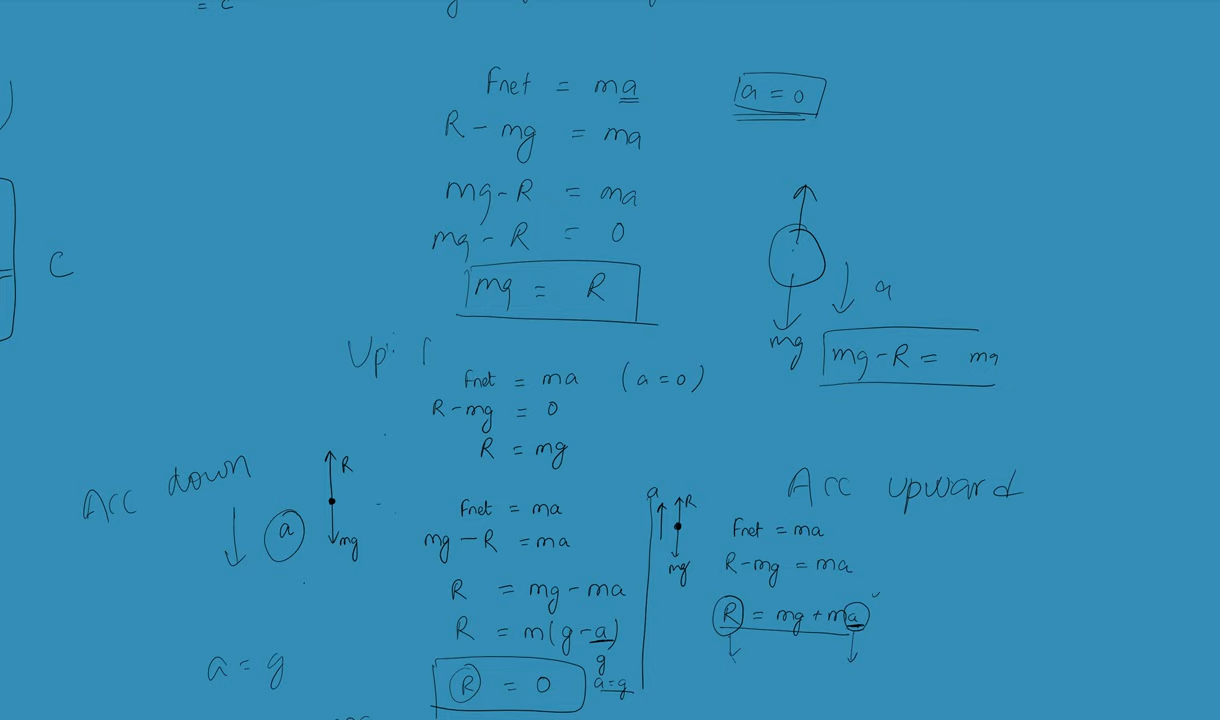 = c
Fnet = ma
a = 0
R - mg = ma
mg - R = ma
mg - R = 0
mg = R
C
a
mg
mg - R = ma
Up:
Fnet = ma (a = 0)
R - mg = 0
R = mg
Acc down
a
R
mg
Fnet = ma
mg - R = ma
R = mg - ma
R = m(g - a)
g
R = 0
a = g
a = g
a
R
mg
Acc upward
Fnet = ma
R - mg = ma
R = mg + ma